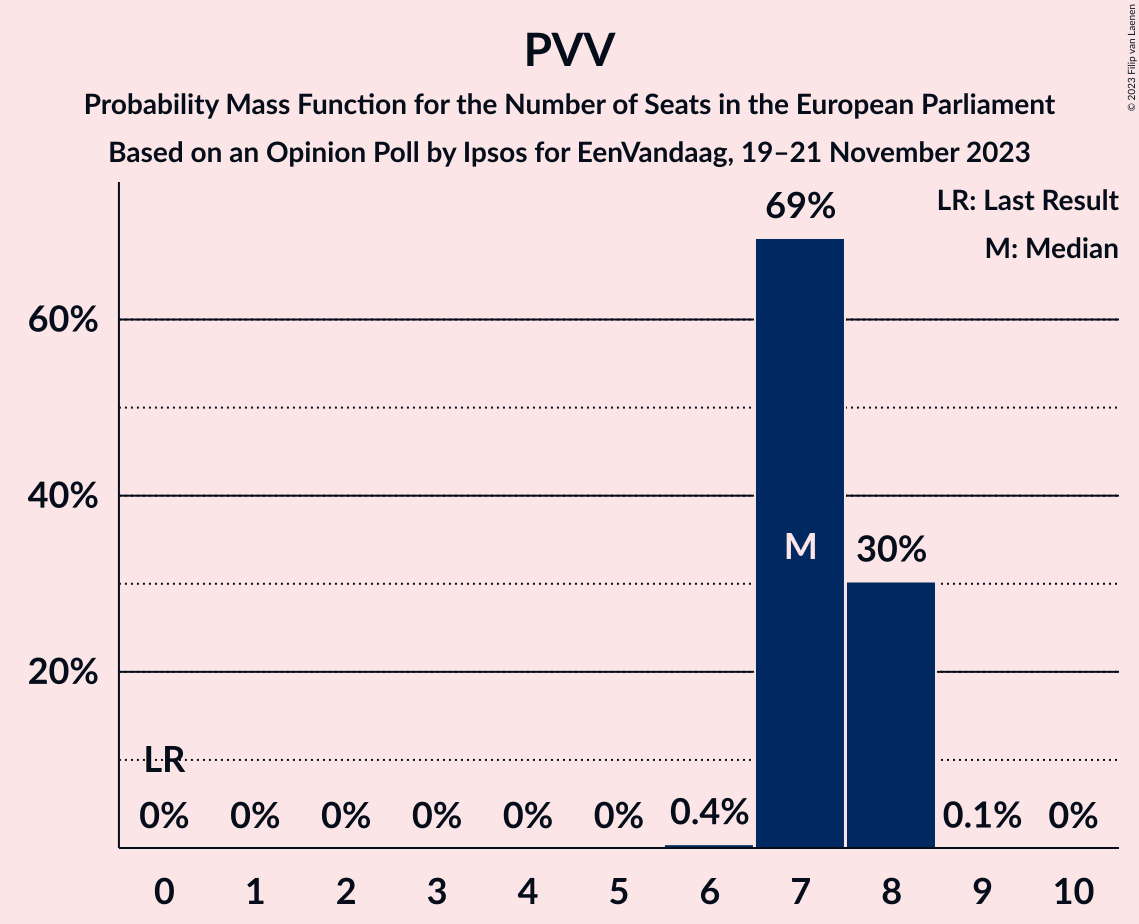 PVV
Probability Mass Function for the Number of Seats in the European Parliament
Based on an Opinion Poll by Ipsos for EenVandaag, 19–21 November 2023
© 2023 Filip van Laenen
LR: Last Result
M: Median
69%
60%
40%
M
30%
20%
LR
0% 0% 0% 0% 0% 0% 0.4% 0.1% 0%
0 1 2 3 4 5 6 7 8 9 10